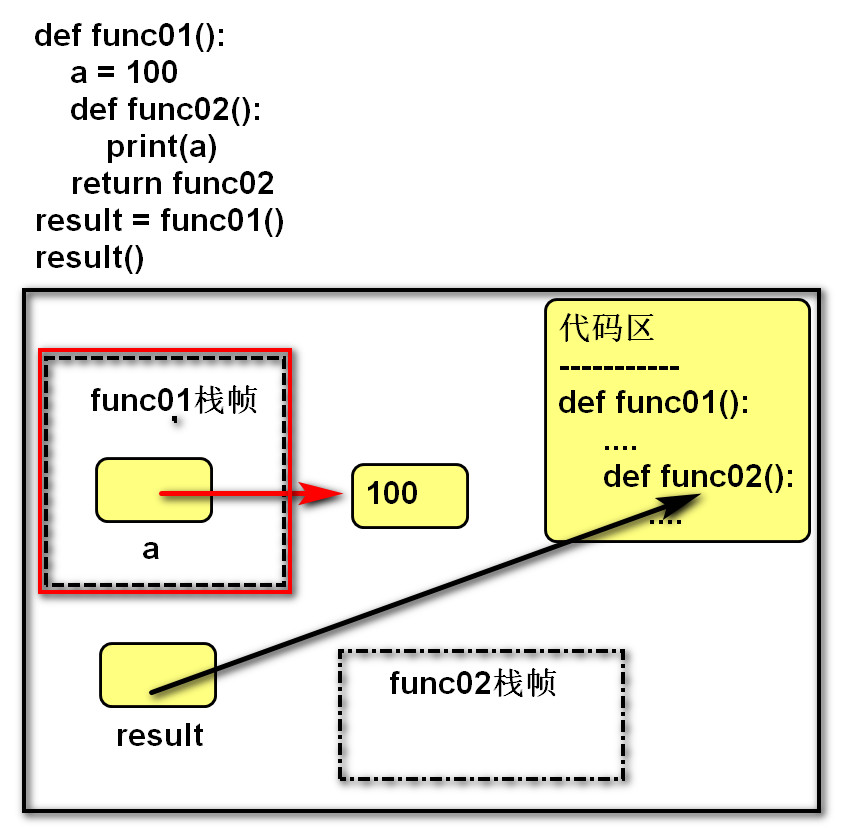 def func01():
a = 100
def func02():
print(a)
return func02
result = func01()
result()
代码区
-----------
def func01():
....
def func02():
....
func01栈帧
100
a
func02栈帧
result